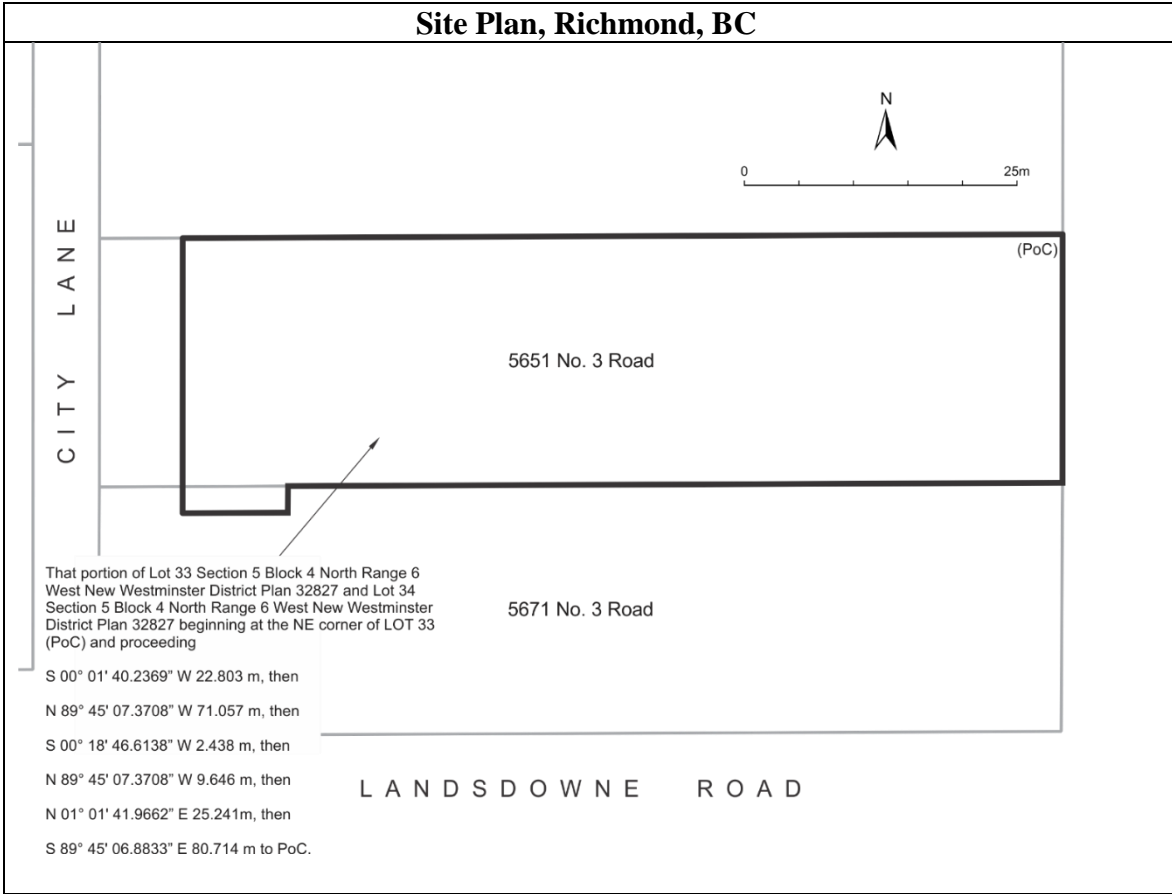 Site Plan, Richmond, BC
N
0 25m
CITY LANE
(PoC)
5651 No. 3 Road
That portion of Lot 33 Section 5 Block 4 North Range 6
West New Westminster District Plan 32827 and Lot 34
Section 5 Block 4 North Range 6 West New Westminster
District Plan 32827 beginning at the NE corner of LOT 33
(PoC) and proceeding
5671 No. 3 Road
S 00° 01' 40.2369" W 22.803 m, then
N 89° 45' 07.3708" W 71.057 m, then
S 00° 18' 46.6138" W 2.438 m, then
N 89° 45' 07.3708" W 9.646 m, then
N 01° 01' 41.9662" E 25.241m, then
S 89° 45' 06.8833" E 80.714 m to PoC.
LANDSDOWNE ROAD